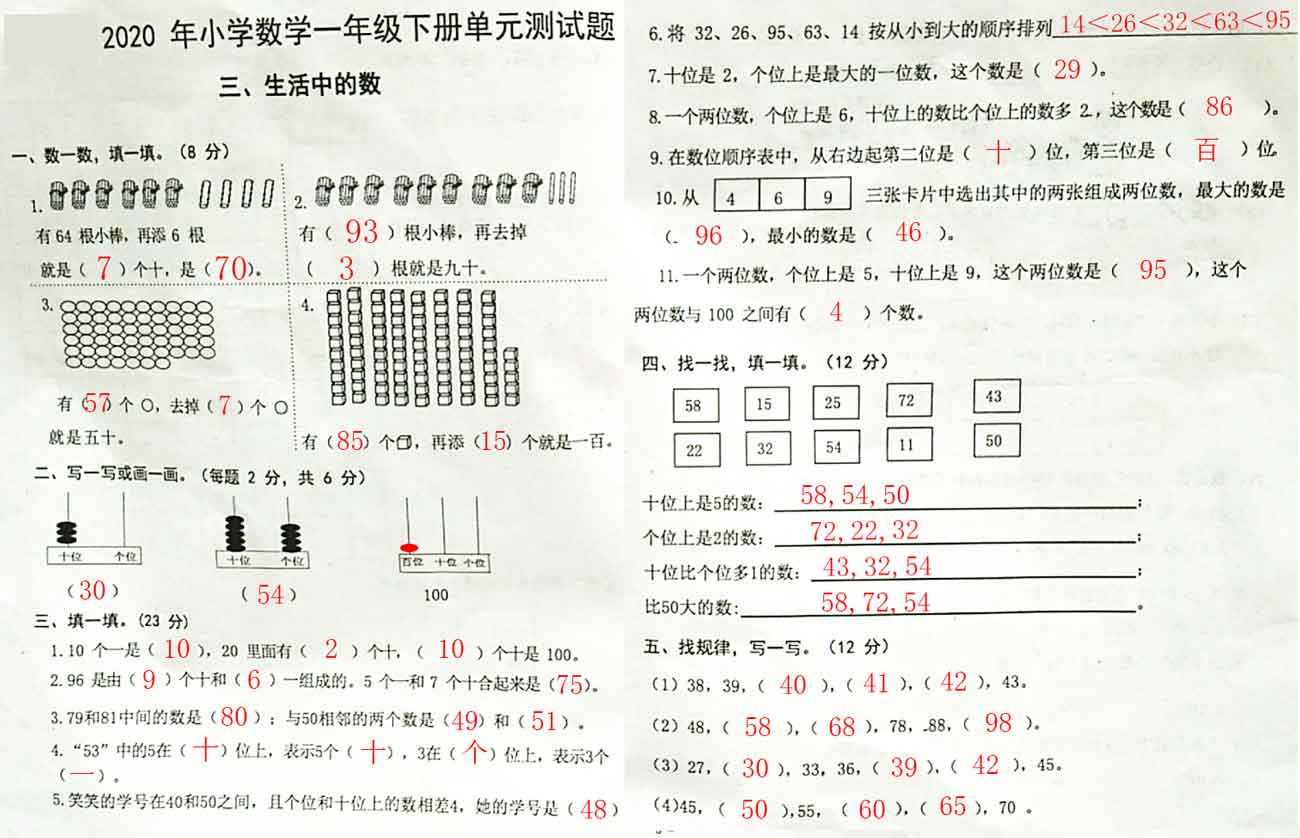 2020 年小学数学一年级下册单元测试题
三、生活中的数
一、数一数，填一填。（8 分）
1.
有 64 根小棒，再添 6 根
就是（ 7 ）个十，是（70）。
2.
有（ 93 ）根小棒，再去掉
（ 3 ）根就是九十。
3.
有（57）个 ○，去掉（ 7 ）个 ○
就是五十。
4.
有（85）个，再添（15）个就是一百。
二、写一写或画一画。（每题 2 分，共 6 分）
十位 个位
十位 个位
百位 十位 个位
（ 30 ）
（ 54 ）
100
三、填一填。（23 分）
1.10 个一是（ 10 ），20 里面有（ 2 ）个十，（ 10 ）个十是 100。
2.96 是由（ 9 ）个十和（ 6 ）一组成的。5 个一和 7 个十合起来是（75）。
3.79和81中间的数是（80）；与50相邻的两个数是（49）和（ 51 ）。
4.“53”中的5在（ 十 ）位上，表示5个（ 十 ），3在（ 个 ）位上，表示3个
（一）。
5.笑笑的学号在40和50之间，且个位和十位上的数相差4，她的学号是（48）
6.将 32、26、95、63、14 按从小到大的顺序排列 14＜26＜32＜63＜95
7.十位是 2，个位上是最大的一位数，这个数是（ 29 ）。
8.一个两位数，个位上是 6，十位上的数比个位上的数多 2，这个数是（ 86 ）。
9.在数位顺序表中，从右边起第二位是（ 十 ）位，第三位是（ 百 ）位。
10.从 4 6 9 三张卡片中选出其中的两张组成两位数，最大的数是
（ 96 ），最小的数是（ 46 ）。
11.一个两位数，个位上是 5，十位上是 9，这个两位数是（ 95 ），这个
两位数与 100 之间有（ 4 ）个数。
四、找一找，填一填。（12 分）
58 15 25 72 43
22 32 54 11 50
十位上是5的数： 58,54,50 ；
个位上是2的数： 72,22,32 ；
十位比个位多1的数： 43,32,54 ；
比50大的数： 58,72,54 。
五、找规律，写一写。（12 分）
（1）38，39，（ 40 ），（ 41 ），（ 42 ），43。
（2）48，（ 58 ），（ 68 ），78，88，（ 98 ）。
（3）27，（ 30 ），33，36，（ 39 ），（ 42 ），45。
（4）45，（ 50 ），55，（ 60 ），（ 65 ），70 。